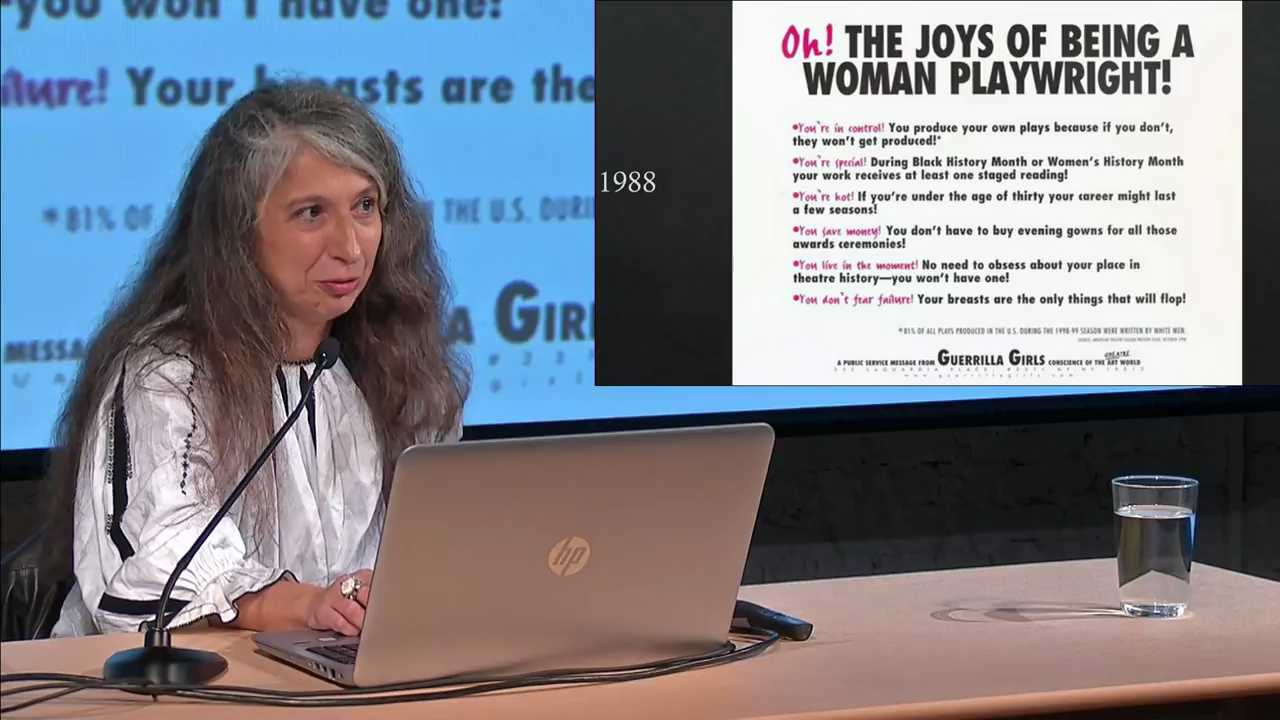 you won't have one:
ilure! Your breasts are the
*81% OF
THE U.S. DURI
MESSA
A GUERRILLA GIR
hp
1988
Oh! THE JOYS OF BEING A
WOMAN PLAYWRIGHT!
•You're in control! You produce your own plays because if you don't,
they won't get produced!*
•You're special! During Black History Month or Women's History Month
your work receives at least one staged reading!
•You're hot! If you're under the age of thirty your career might last
a few seasons!
•You save money! You don't have to buy evening gowns for all those
awards ceremonies!
•You live in the moment! No need to obsess about your place in
theatre history—you won't have one!
•You don't fear failure! Your breasts are the only things that will flop!
*81% OF ALL PLAYS PRODUCED IN THE U.S. DURING THE 1998-99 SEASON WERE WRITTEN BY WHITE MEN.
A PUBLIC SERVICE MESSAGE FROM GUERRILLA GIRLS CONSCIENCE OF THE THEATRE ART WORLD